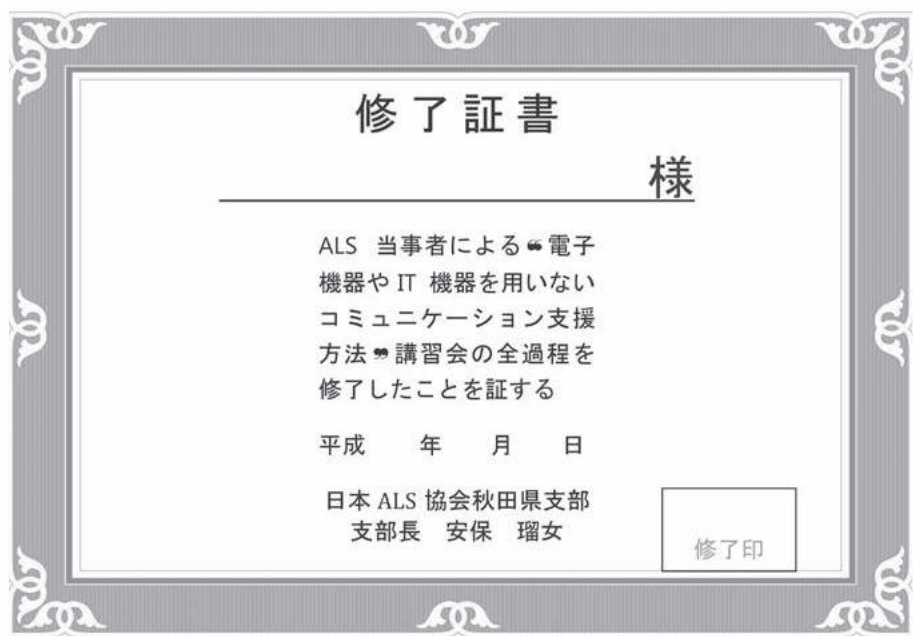 修了証書
様
ALS 当事者による❝電子
機器や IT 機器を用いない
コミュニケーション支援
方法❞講習会の全過程を
修了したことを証する
平成　　年　　月　　日
日本 ALS 協会秋田県支部
支部長　安保　瑠女
修了印